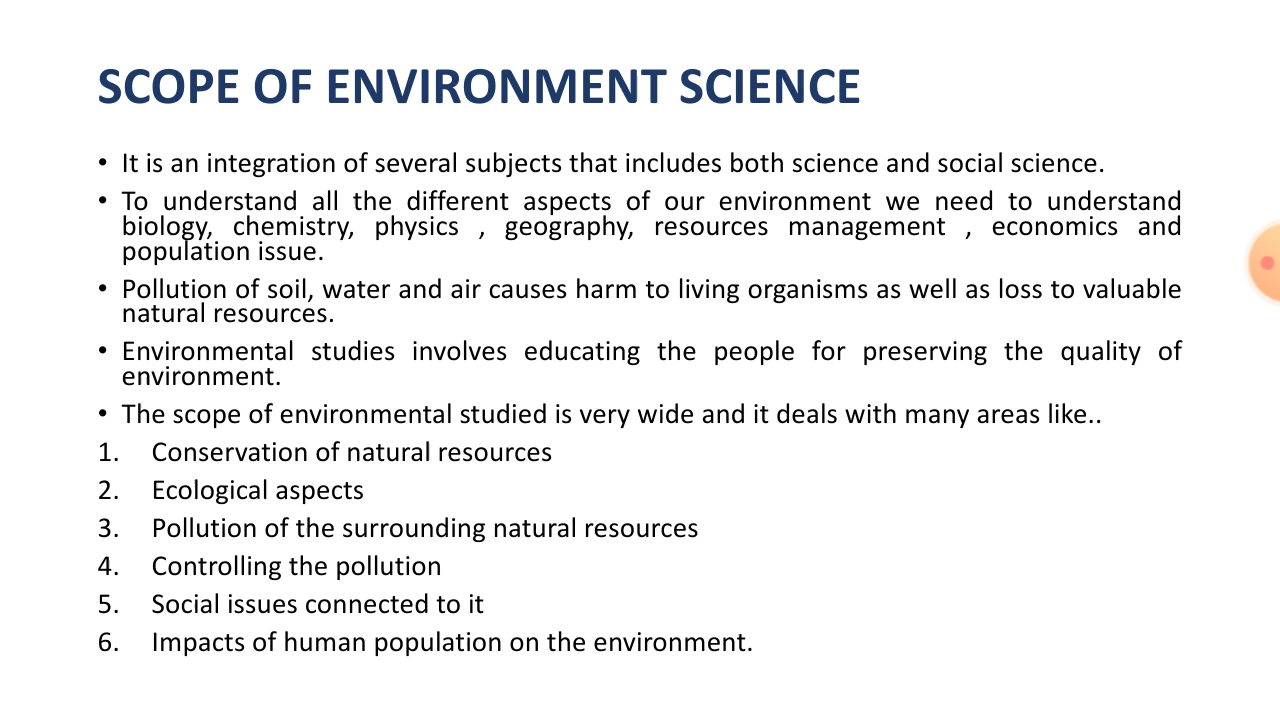 SCOPE OF ENVIRONMENT SCIENCE
• It is an integration of several subjects that includes both science and social science.
• To understand all the different aspects of our environment we need to understand
biology, chemistry, physics , geography, resources management , economics and
population issue.
• Pollution of soil, water and air causes harm to living organisms as well as loss to valuable
natural resources.
• Environmental studies involves educating the people for preserving the quality of
environment.
• The scope of environmental studied is very wide and it deals with many areas like..
1. Conservation of natural resources
2. Ecological aspects
3. Pollution of the surrounding natural resources
4. Controlling the pollution
5. Social issues connected to it
6. Impacts of human population on the environment.